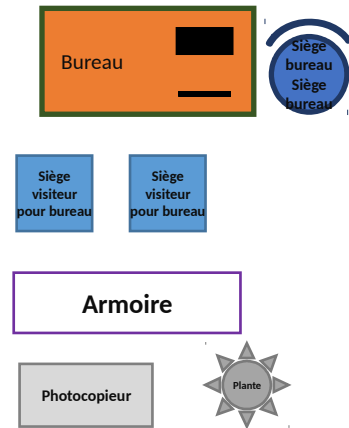 Bureau
Siège
bureau
Siège
bureau
Siège
visiteur
pour bureau
Siège
visiteur
pour bureau
Armoire
Photocopieur
Plante